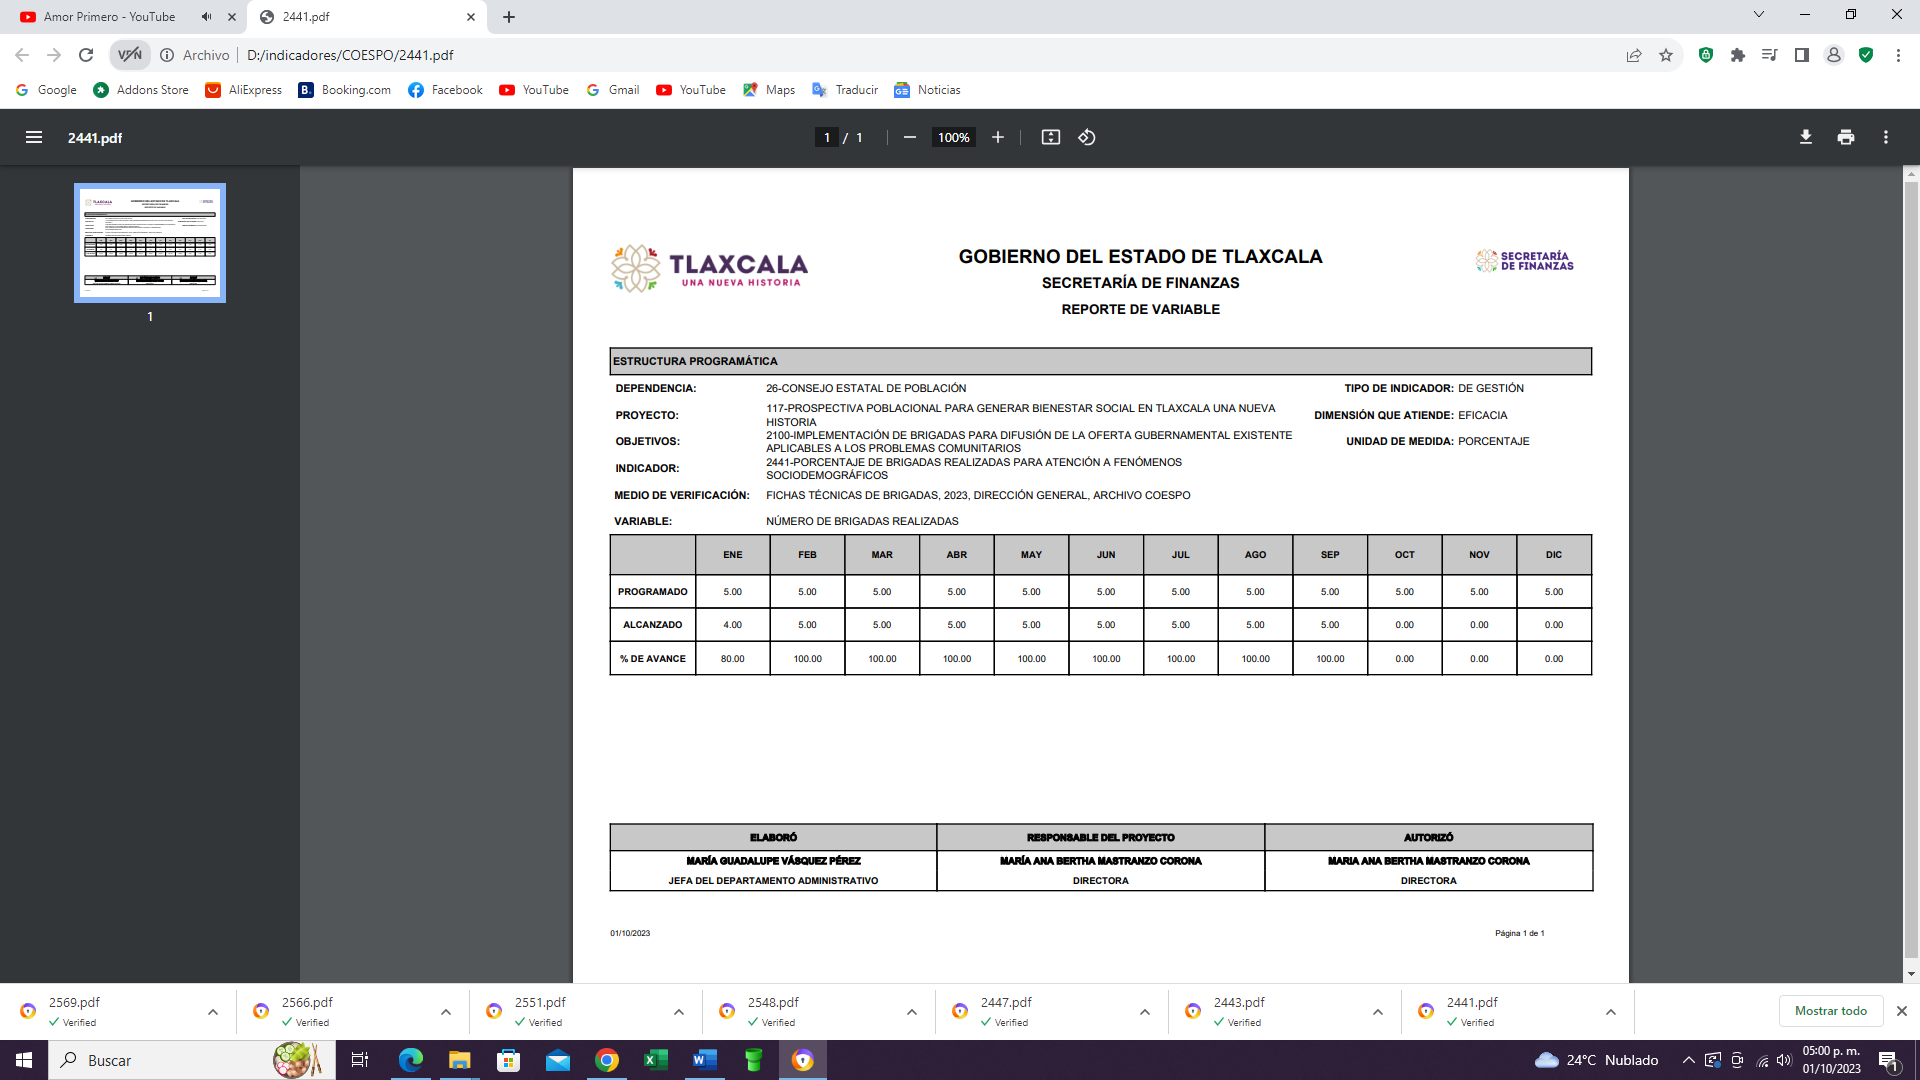 Amor Primero - YouTube
2441.pdf
VPN
Archivo
D:/indicadores/COESPO/2441.pdf
Google
Addons Store
AliExpress
Booking.com
Facebook
YouTube
Gmail
YouTube
Maps
Traducir
Noticias
2441.pdf
1 / 1
100%
1
TLAXCALA
UNA NUEVA HISTORIA
GOBIERNO DEL ESTADO DE TLAXCALA
SECRETARÍA DE FINANZAS
REPORTE DE VARIABLE
SECRETARÍA
DE FINANZAS
ESTRUCTURA PROGRAMÁTICA
DEPENDENCIA: 26-CONSEJO ESTATAL DE POBLACIÓN TIPO DE INDICADOR: DE GESTIÓN
PROYECTO: 117-PROSPECTIVA POBLACIONAL PARA GENERAR BIENESTAR SOCIAL EN TLAXCALA UNA NUEVA
HISTORIA
DIMENSIÓN QUE ATIENDE: EFICACIA
OBJETIVOS: 2100-IMPLEMENTACIÓN DE BRIGADAS PARA DIFUSIÓN DE LA OFERTA GUBERNAMENTAL EXISTENTE
APLICABLES A LOS PROBLEMAS COMUNITARIOS
UNIDAD DE MEDIDA: PORCENTAJE
INDICADOR: 2441-PORCENTAJE DE BRIGADAS REALIZADAS PARA ATENCIÓN A FENÓMENOS
SOCIODEMOGRÁFICOS
MEDIO DE VERIFICACIÓN: FICHAS TÉCNICAS DE BRIGADAS, 2023, DIRECCIÓN GENERAL, ARCHIVO COESPO
VARIABLE: NÚMERO DE BRIGADAS REALIZADAS
ENE FEB MAR ABR MAY JUN JUL AGO SEP OCT NOV DIC
PROGRAMADO 5.00 5.00 5.00 5.00 5.00 5.00 5.00 5.00 5.00 5.00 5.00 5.00
ALCANZADO 4.00 5.00 5.00 5.00 5.00 5.00 5.00 5.00 5.00 0.00 0.00 0.00
% DE AVANCE 80.00 100.00 100.00 100.00 100.00 100.00 100.00 100.00 100.00 0.00 0.00 0.00
ELABORÓ RESPONSABLE DEL PROYECTO AUTORIZÓ
MARÍA GUADALUPE VÁSQUEZ PÉREZ MARÍA ANA BERTHA MASTRANZO CORONA MARIA ANA BERTHA MASTRANZO CORONA
JEFA DEL DEPARTAMENTO ADMINISTRATIVO DIRECTORA DIRECTORA
01/10/2023 Página 1 de 1
2569.pdf
Verified
2566.pdf
Verified
2551.pdf
Verified
2548.pdf
Verified
2447.pdf
Verified
2443.pdf
Verified
2441.pdf
Verified
Mostrar todo
Buscar
24°C Nublado
05:00 p. m.
01/10/2023
1